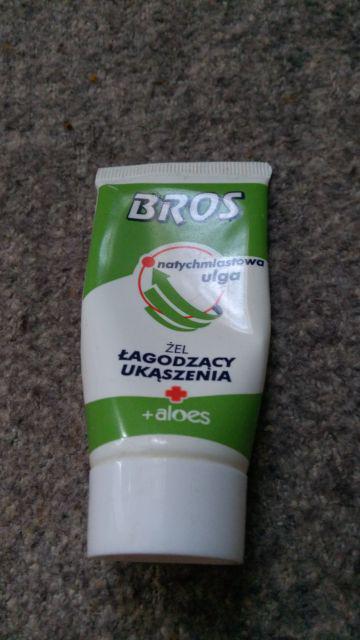 BROS
natychmiastowa
ulga
ŻEL
ŁAGODZĄCY
UKĄSZENIA
+aloes